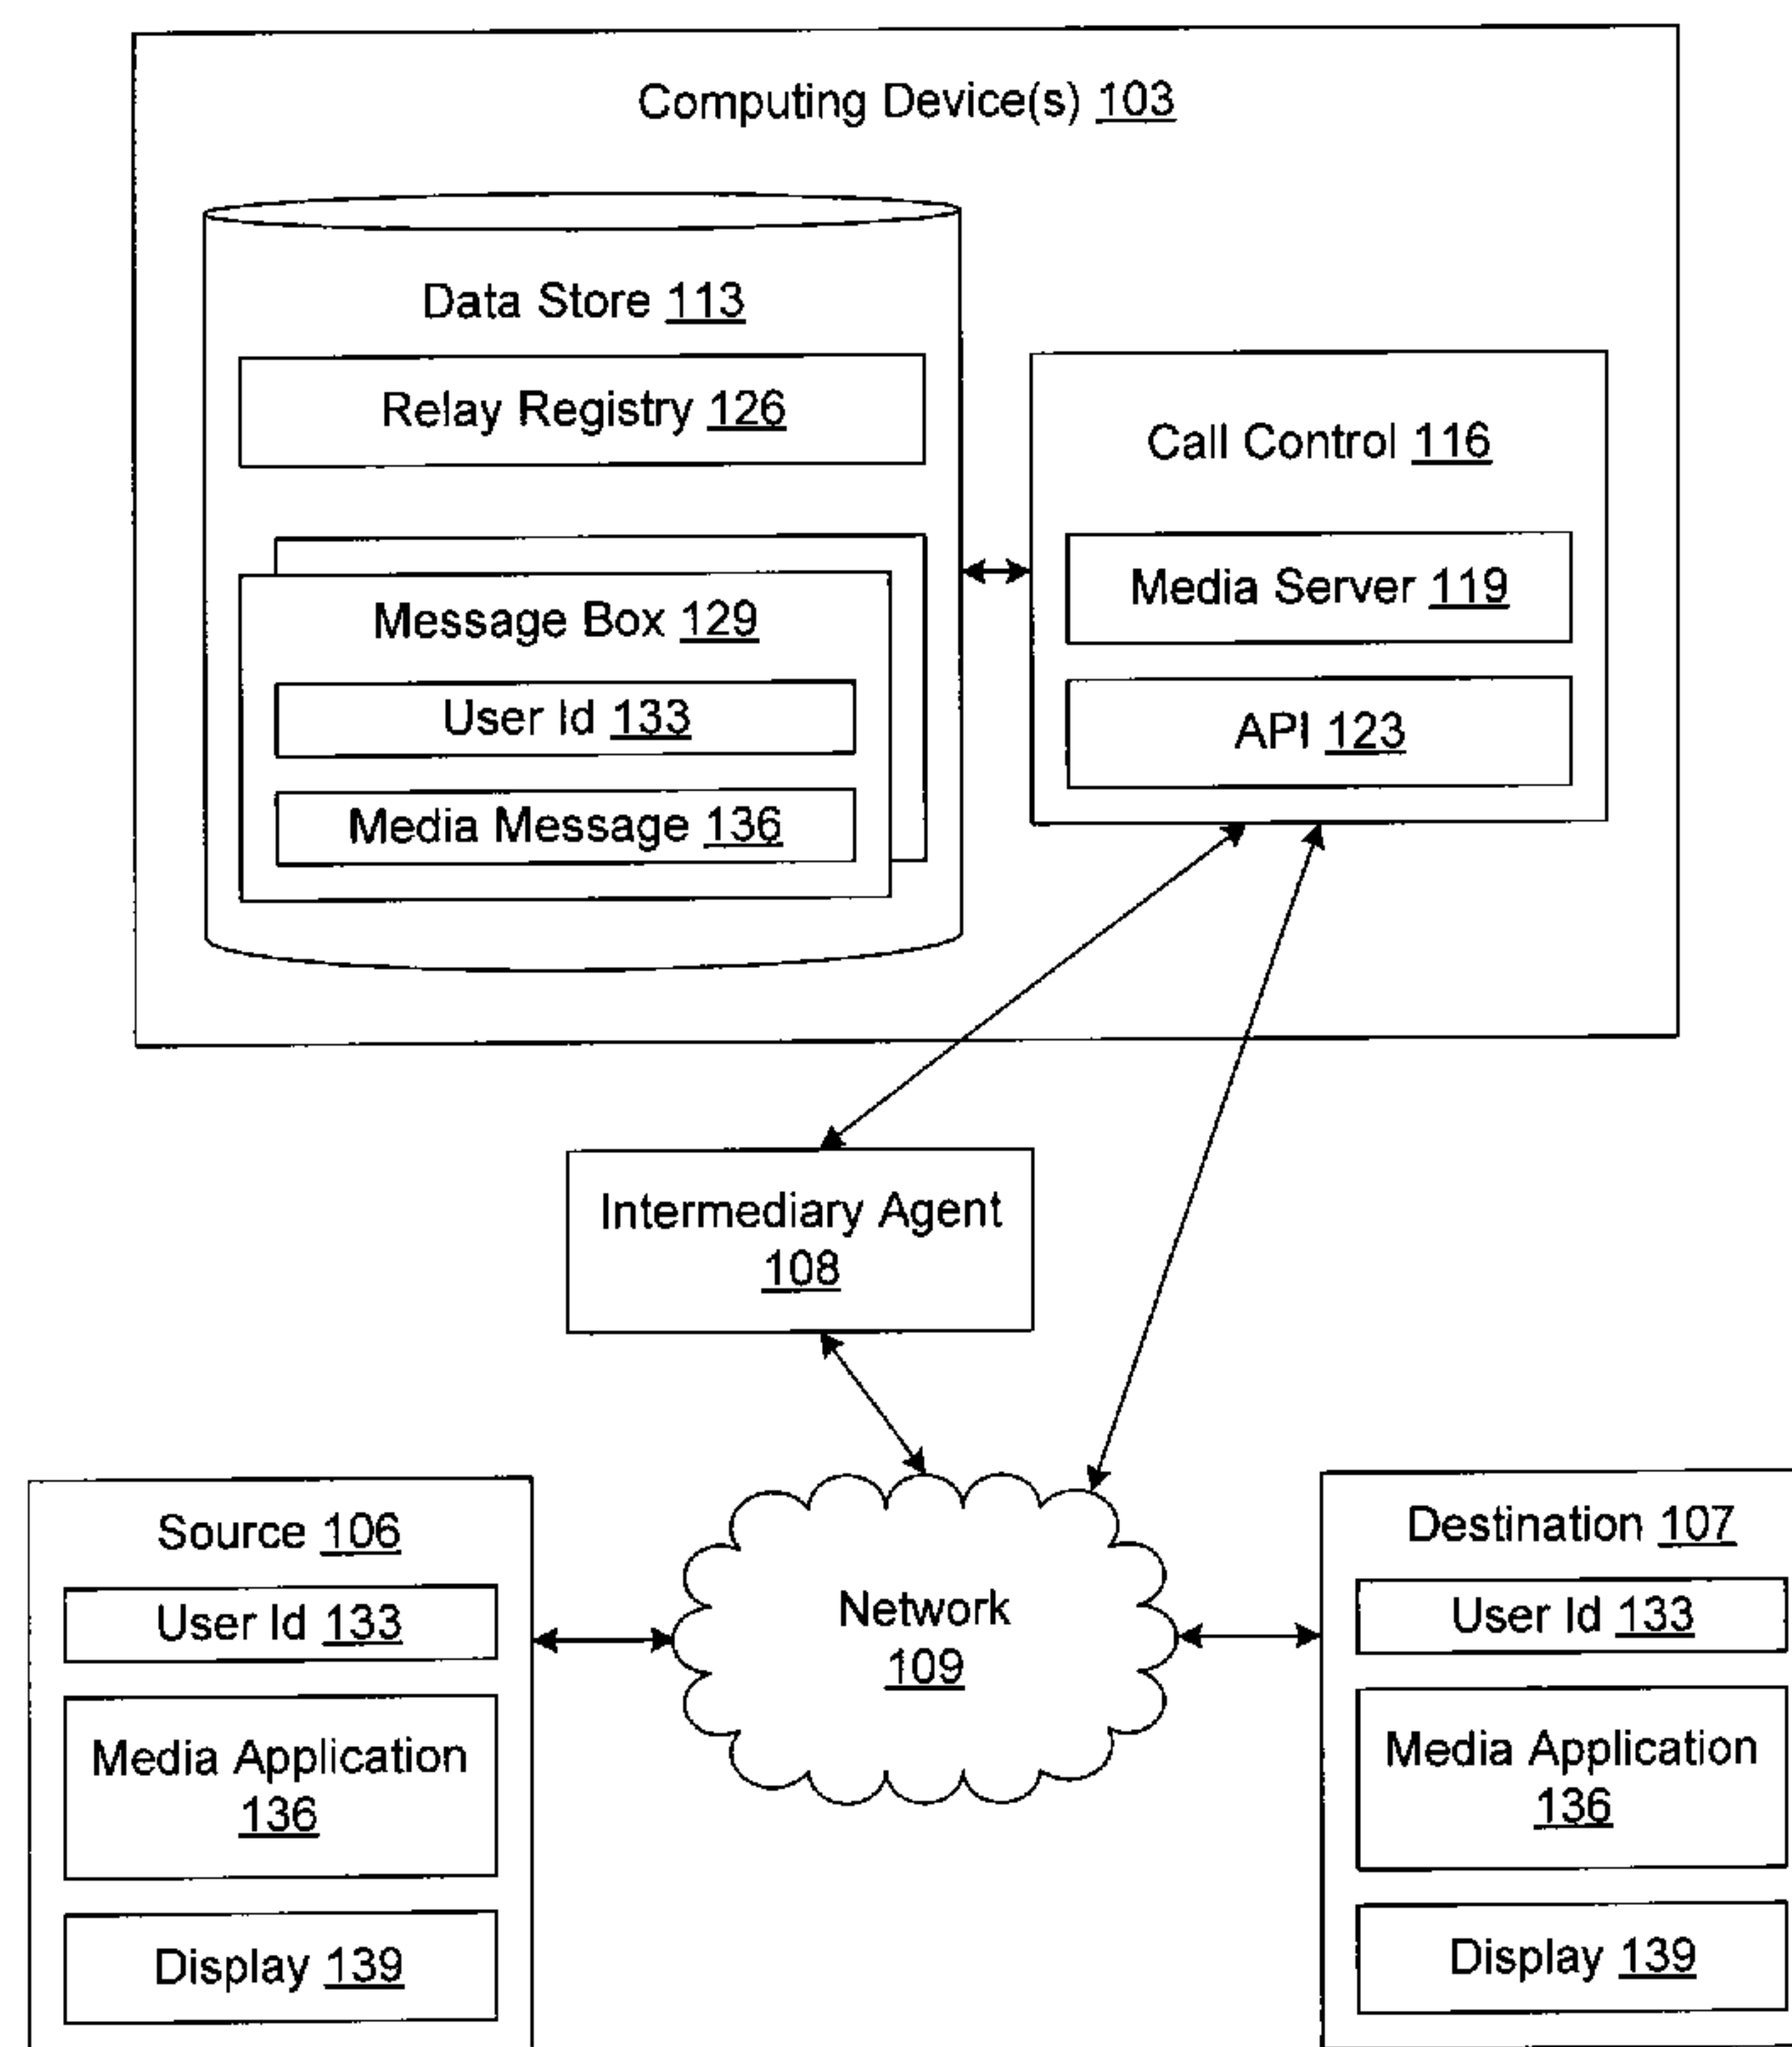 Computing Device(s) 103
Data Store 113
Relay Registry 126
Message Box 129
User Id 133
Media Message 136
Call Control 116
Media Server 119
API 123
Intermediary Agent
108
Source 106
User Id 133
Media Application
136
Display 139
Network
109
Destination 107
User Id 133
Media Application
136
Display 139